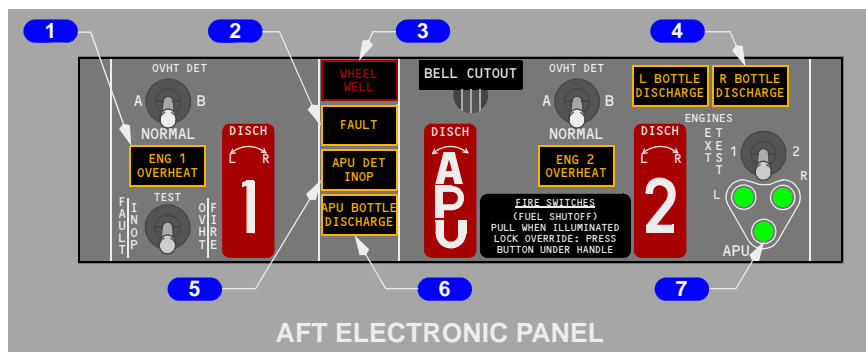 1
2
3
4
OVHT DET
A
B
NORMAL
ENG 1
OVERHEAT
TEST
FAULT
INOP
OVHT
FIRE
DISCH
L R
1
WHEEL
WELL
FAULT
APU DET
INOP
APU BOTTLE
DISCHARGE
BELL CUTOUT
DISCH
APU
OVHT DET
A
B
NORMAL
ENG 2
OVERHEAT
FIRE SWITCHES
(FUEL SHUTOFF)
PULL WHEN ILLUMINATED
LOCK OVERRIDE: PRESS
BUTTON UNDER HANDLE
L BOTTLE
DISCHARGE
R BOTTLE
DISCHARGE
DISCH
L R
2
ENGINES
EXT
TEST
1
2
L
R
APU
5
6
7
AFT ELECTRONIC PANEL